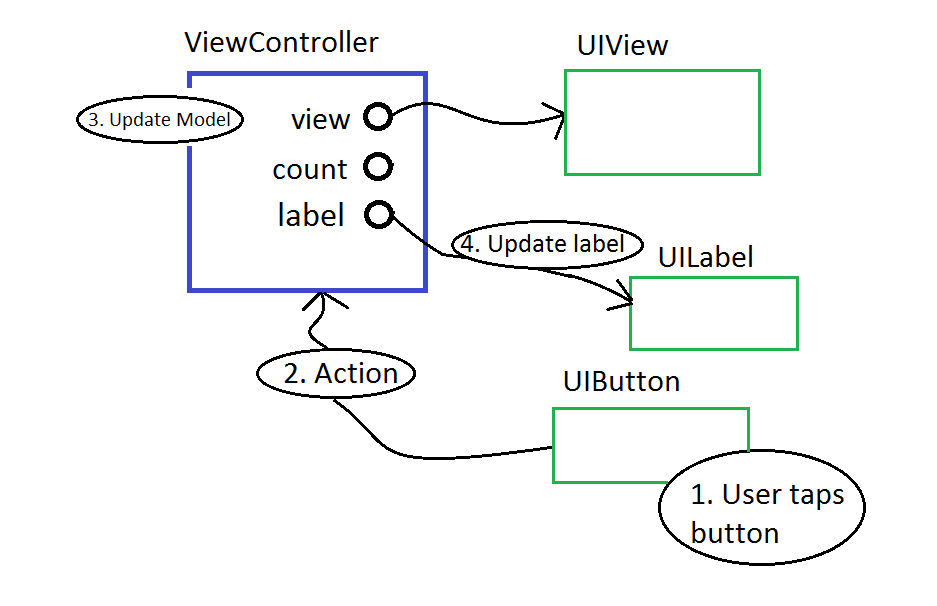 ViewController
UIView
3. Update Model
view
count
label
4. Update label
UILabel
2. Action
UIButton
1. User taps
button